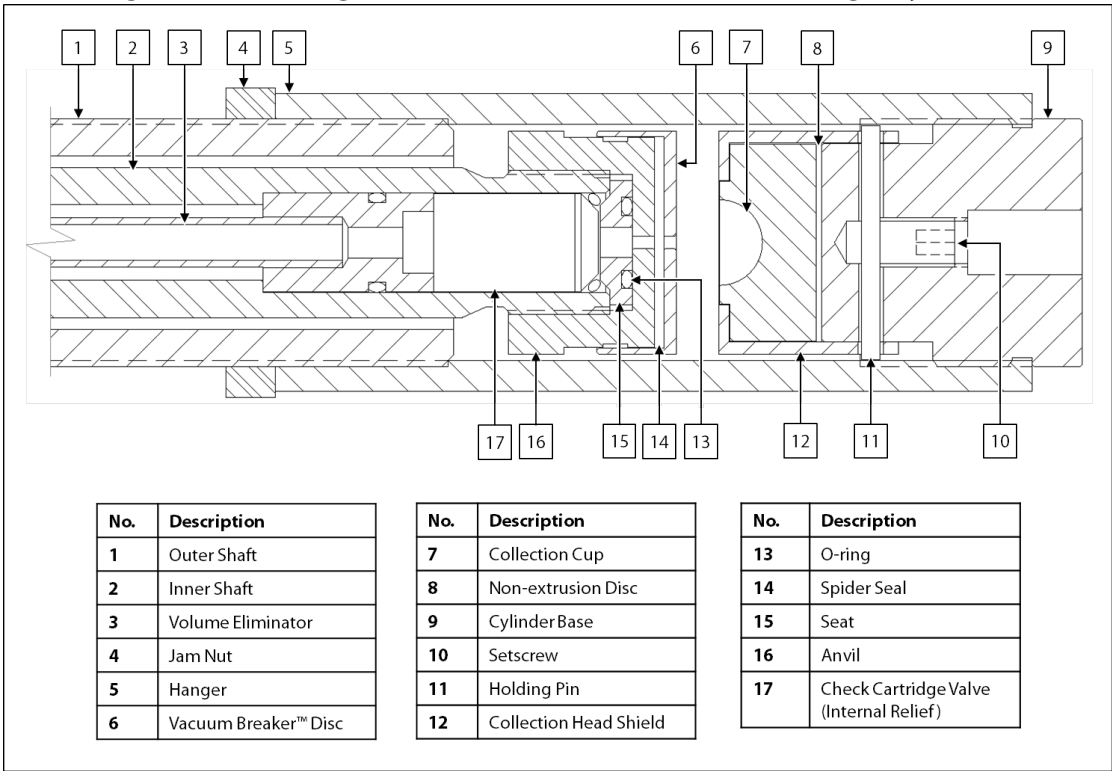 1
2
3
4
5
6
7
8
9
17
16
15
14
13
12
11
10
No. Description
1 Outer Shaft
2 Inner Shaft
3 Volume Eliminator
4 Jam Nut
5 Hanger
6 Vacuum Breaker™ Disc
No. Description
7 Collection Cup
8 Non-extrusion Disc
9 Cylinder Base
10 Setscrew
11 Holding Pin
12 Collection Head Shield
No. Description
13 O-ring
14 Spider Seal
15 Seat
16 Anvil
17 Check Cartridge Valve
(Internal Relief)